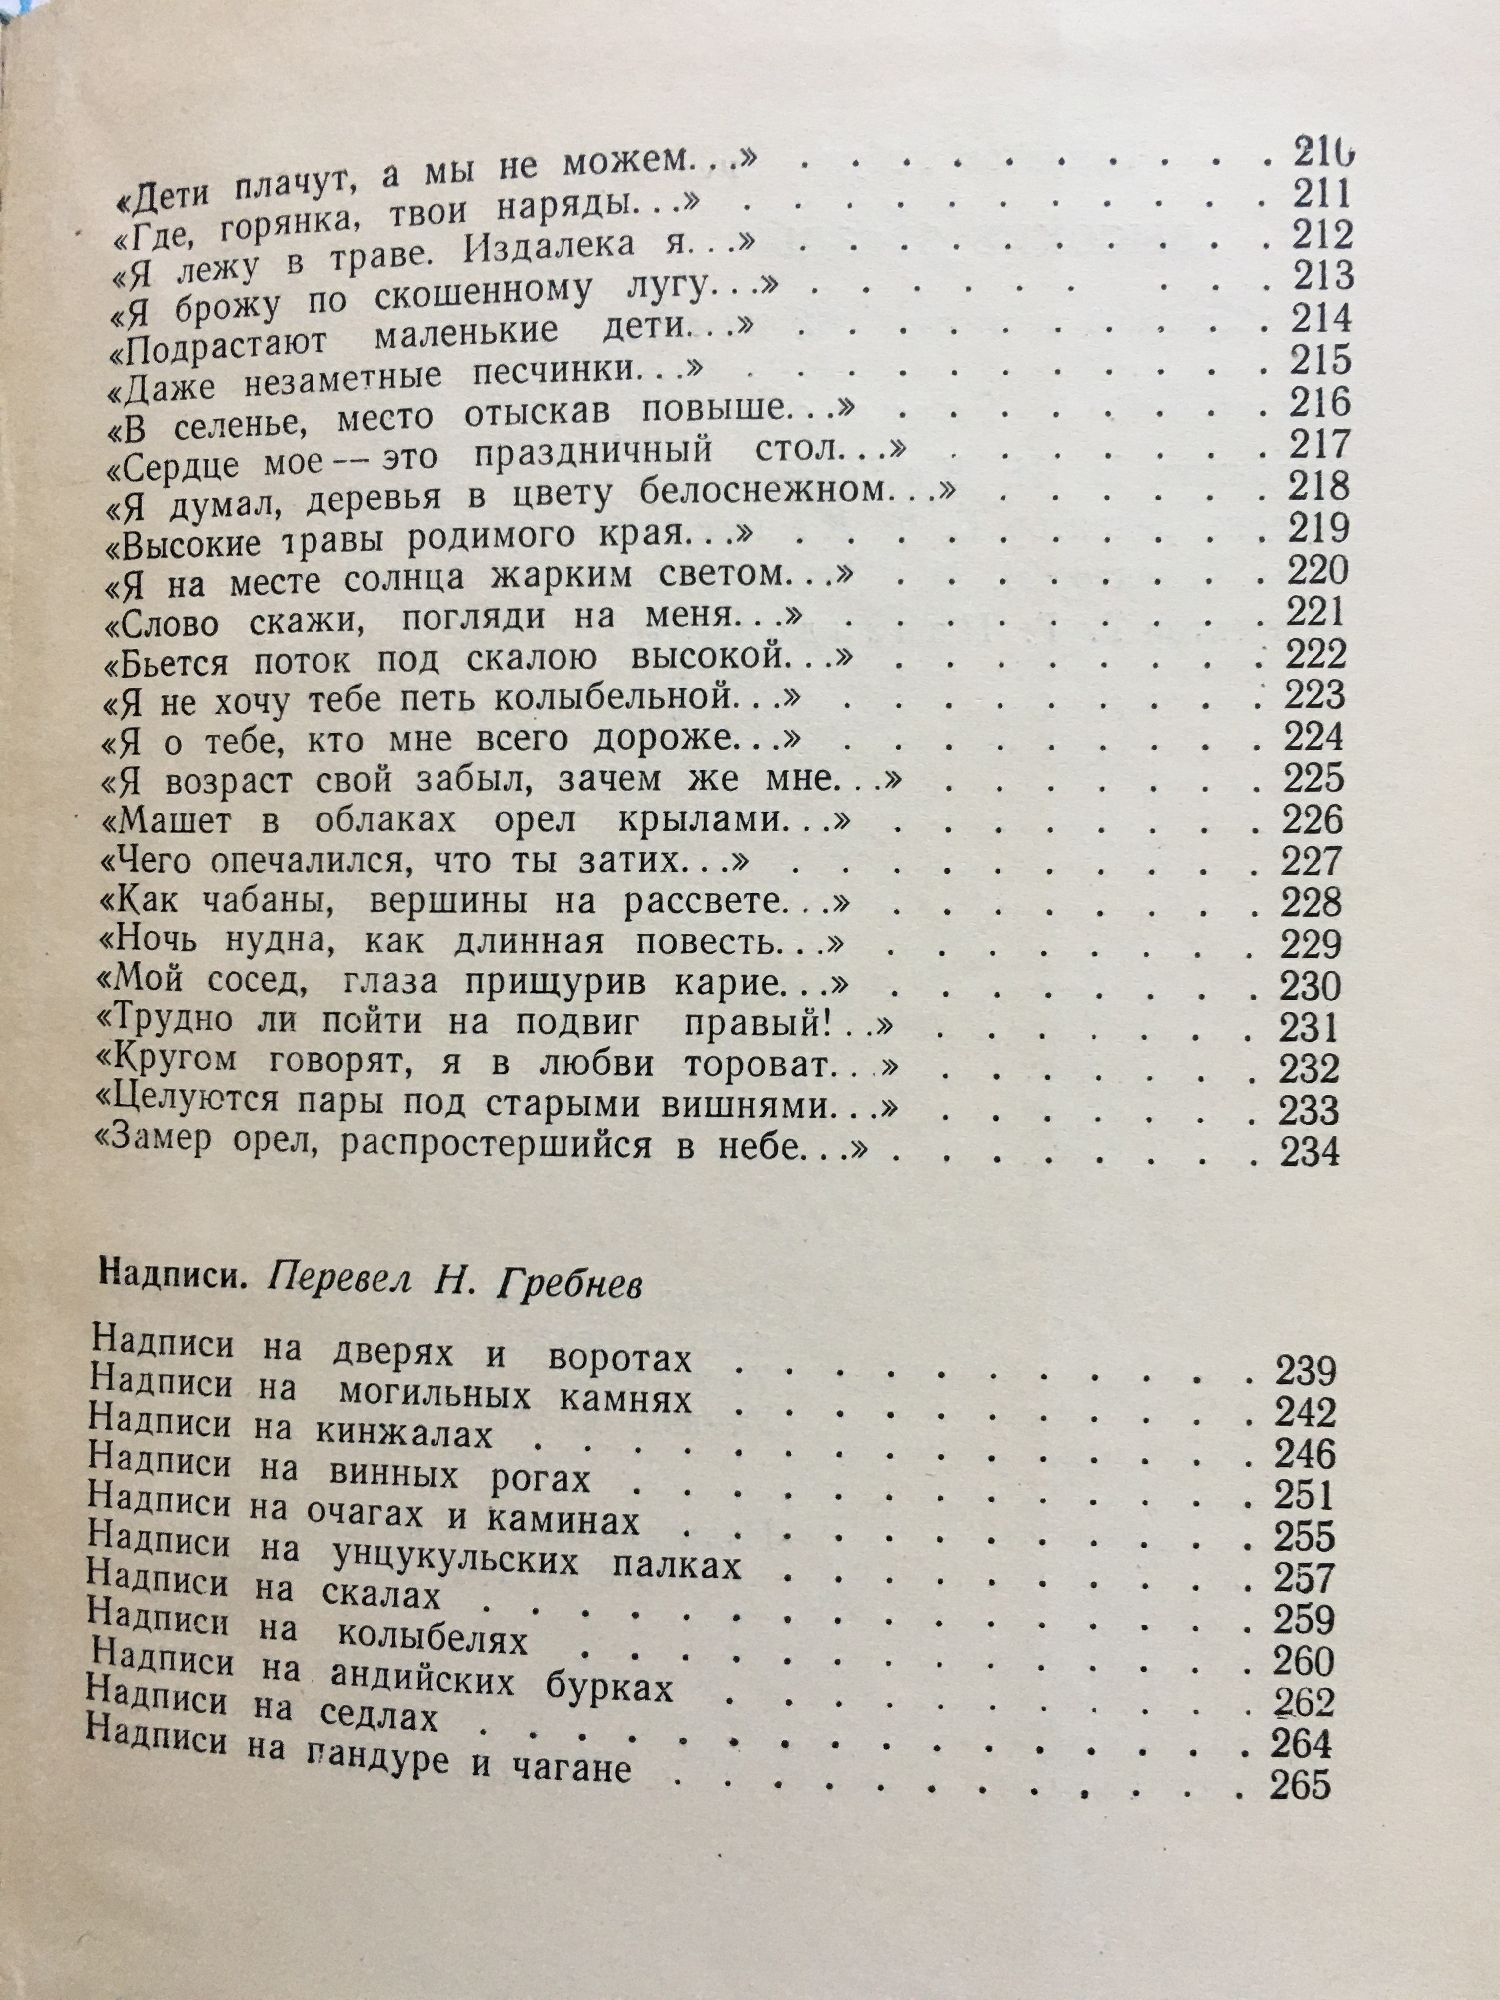 «Дети плачут, а мы не можем. . .» . . . . . . . . . . 210
«Где, горянка, твои наряды. . .» . . . . . . . . . . . 211
«Я лежу в траве. Издалека я. . .» . . . . . . . . . . 212
«Я брожу по скошенному лугу. . .» . . . . . . . . . 213
«Подрастают маленькие дети. . .» . . . . . . . . . . 214
«Даже незаметные песчинки. . .» . . . . . . . . . . . 215
«В селенье, место отыскав повыше. . .» . . . . . . . . 216
«Сердце мое — это праздничный стол. . .» . . . . . . . 217
«Я думал, деревья в цвету белоснежном. . .» . . . . . . 218
«Высокие травы родимого края. . .» . . . . . . . . . . 219
«Я на месте солнца жарким светом. . .» . . . . . . . . 220
«Слово скажи, погляди на меня. . .» . . . . . . . . . 221
«Бьется поток под скалою высокой. . .» . . . . . . . . 222
«Я не хочу тебе петь колыбельной. . .» . . . . . . . . . 223
«Я о тебе, кто мне всего дороже. . .» . . . . . . . . . 224
«Я возраст свой забыл, зачем же мне. . .» . . . . . . . 225
«Машет в облаках орел крылами. . .» . . . . . . . . 226
«Чего опечалился, что ты затих. . .» . . . . . . . . . . 227
«Как чабаны, вершины на рассвете. . .» . . . . . . . . 228
«Ночь нудна, как длинная повесть. . .» . . . . . . . . 229
«Мой сосед, глаза прищурив карие. . .» . . . . . . . . 230
«Трудно ли пойти на подвиг правый! . .» . . . . . . . 231
«Кругом говорят, я в любви тороват. . .» . . . . . . . 232
«Целуются пары под старыми вишнями. . .» . . . . . . . 233
«Замер орел, распростершийся в небе. . .» . . . . . . . . 234
Надписи. Перевел Н. Гребнев
Надписи на дверях и воротах . . . . . . . . . . . 239
Надписи на могильных камнях . . . . . . . . . . . 242
Надписи на кинжалах . . . . . . . . . . . . . . . 246
Надписи на винных рогах . . . . . . . . . . . . . 251
Надписи на очагах и каминах . . . . . . . . . . . . 255
Надписи на унцукульских палках . . . . . . . . . . 257
Надписи на скалах . . . . . . . . . . . . . . . . 259
Надписи на колыбелях . . . . . . . . . . . . . . 260
Надписи на андийских бурках . . . . . . . . . . . 262
Надписи на седлах . . . . . . . . . . . . . . . . 264
Надписи на пандуре и чагане . . . . . . . . . . . . 265